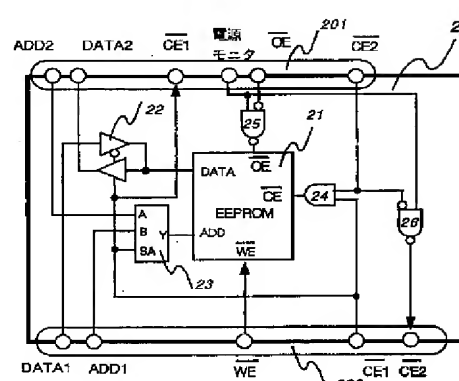 ADD2 DATA2 CE1 電源モニタ OE 201 CE2 2
22
25
21
DATA OE
CE 24
EEPROM
26
A
B Y ADD
SA WE
23
DATA1 ADD1 WE CE1 CE2